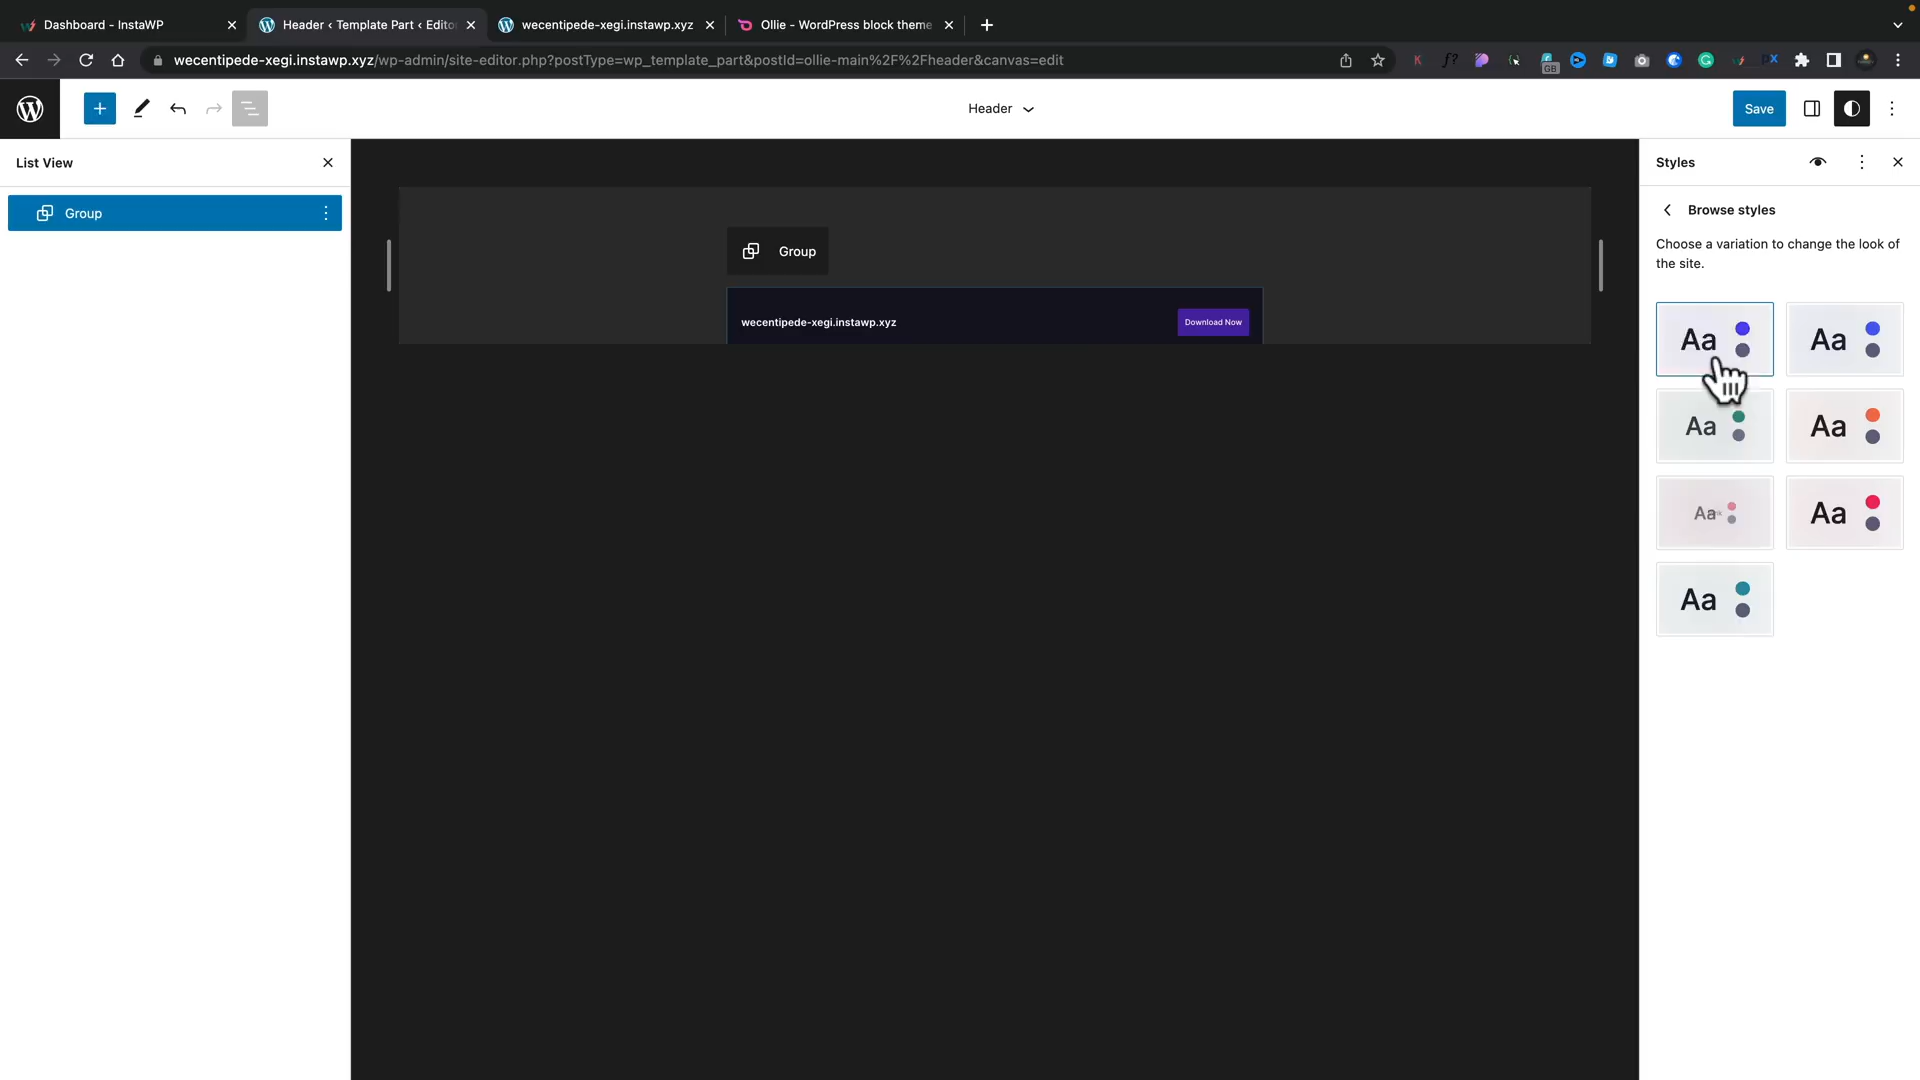 Dashboard - InstaWP
Header ‹ Template Part ‹ Edito
wecentipede-xegi.instawp.xyz
Ollie - WordPress block theme
wecentipede-xegi.instawp.xyz/wp-admin/site-editor.php?postType=wp_template_part&postId=ollie-main%2F%2Fheader&canvas=edit
GB
Header
Save
List View
Group
Group
wecentipede-xegi.instawp.xyz
Download Now
Styles
Browse styles
Choose a variation to change the look of
the site.
Aa
Aa
Aa
Aa
Aa
Aa
Aa